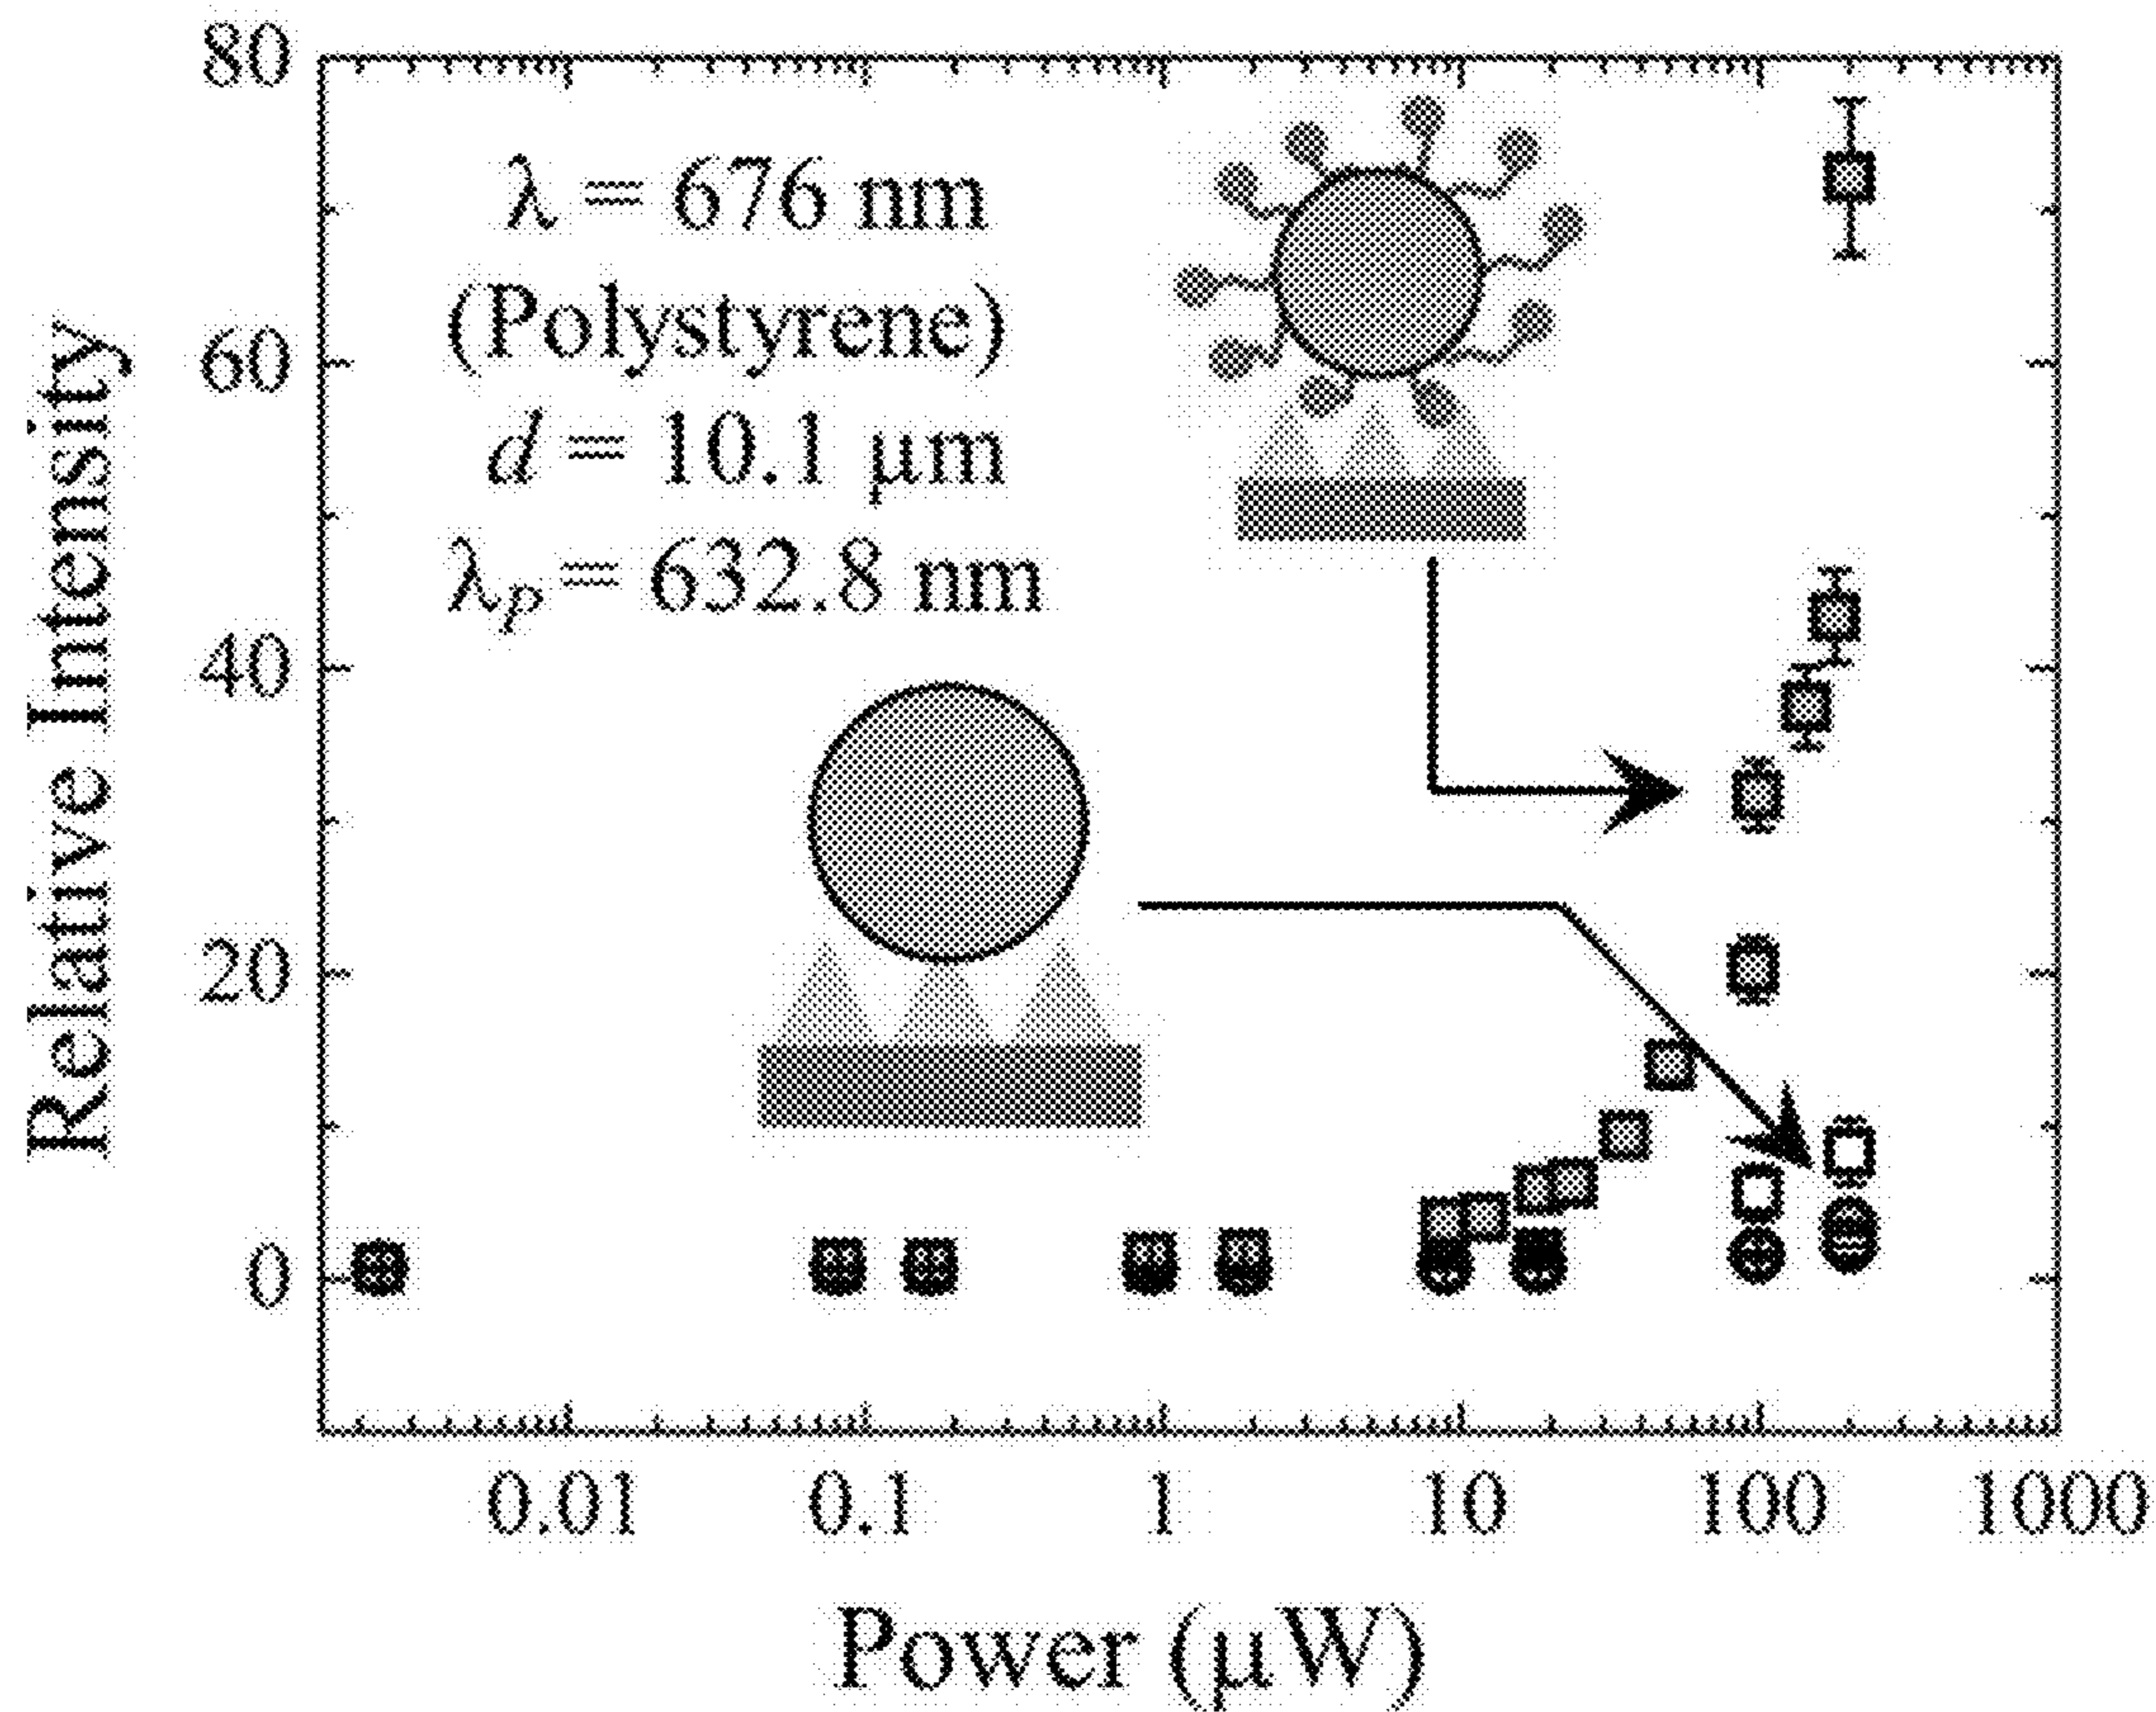 80
60
40
20
0
Relative Intensity
λ = 676 nm
(Polystyrene)
d = 10.1 μm
λP = 632.8 nm
0.01 0.1 1 10 100 1000
Power (μW)